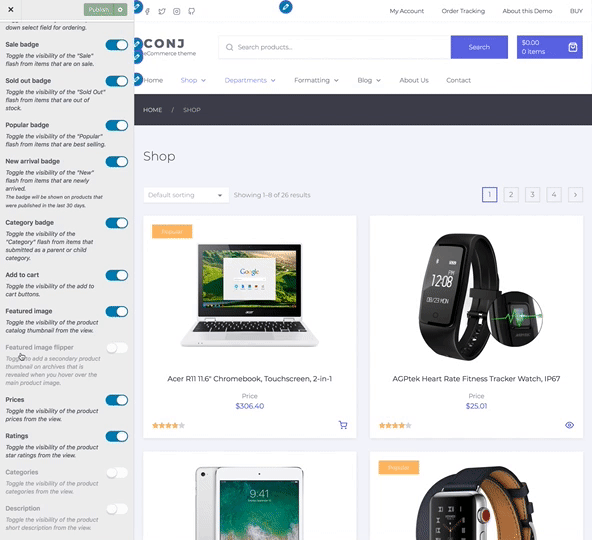 Publish
down select field for ordering.
Sale badge
Toggle the visibility of the "Sale"
flash from items that are on sale.
Sold out badge
Toggle the visibility of the "Sold Out"
flash from items that are out of
stock.
Popular badge
Toggle the visibility of the "Popular"
flash from items that are best selling.
New arrival badge
Toggle the visibility of the "New"
flash from items that are newly
arrived.
The badge will be shown on products that
were published in the last 30 days.
Category badge
Toggle the visibility of the
"Category" flash from items that
submitted as a parent or child
category.
Add to cart
Toggle the visibility of the add to
cart buttons.
Featured image
Toggle the visibility of the product
catalog thumbnail from the view.
Featured image flipper
Toggle to add a secondary product
thumbnail on archives that is
revealed when you hover over the
main product image.
Prices
Toggle the visibility of the product
prices from the view.
Ratings
Toggle the visibility of the product
star ratings from the view.
Categories
Toggle the visibility of the product
categories from the view.
Description
Toggle the visibility of the product
short description from the view.
My Account Order Tracking About this Demo BUY
CONJ
eCommerce theme
Search products...
Search
$0.00
0 items
Home Shop Departments Formatting Blog About Us Contact
HOME / SHOP
Shop
Default sorting
Showing 1–8 of 26 results
1 2 3 4
Popular
Google
acer
12:08
08/23 MON
Acer R11 11.6" Chromebook, Touchscreen, 2-in-1
Price
$306.40
AGPtek Heart Rate Fitness Tracker Watch, IP67
Price
$25.01
9:41
Popular